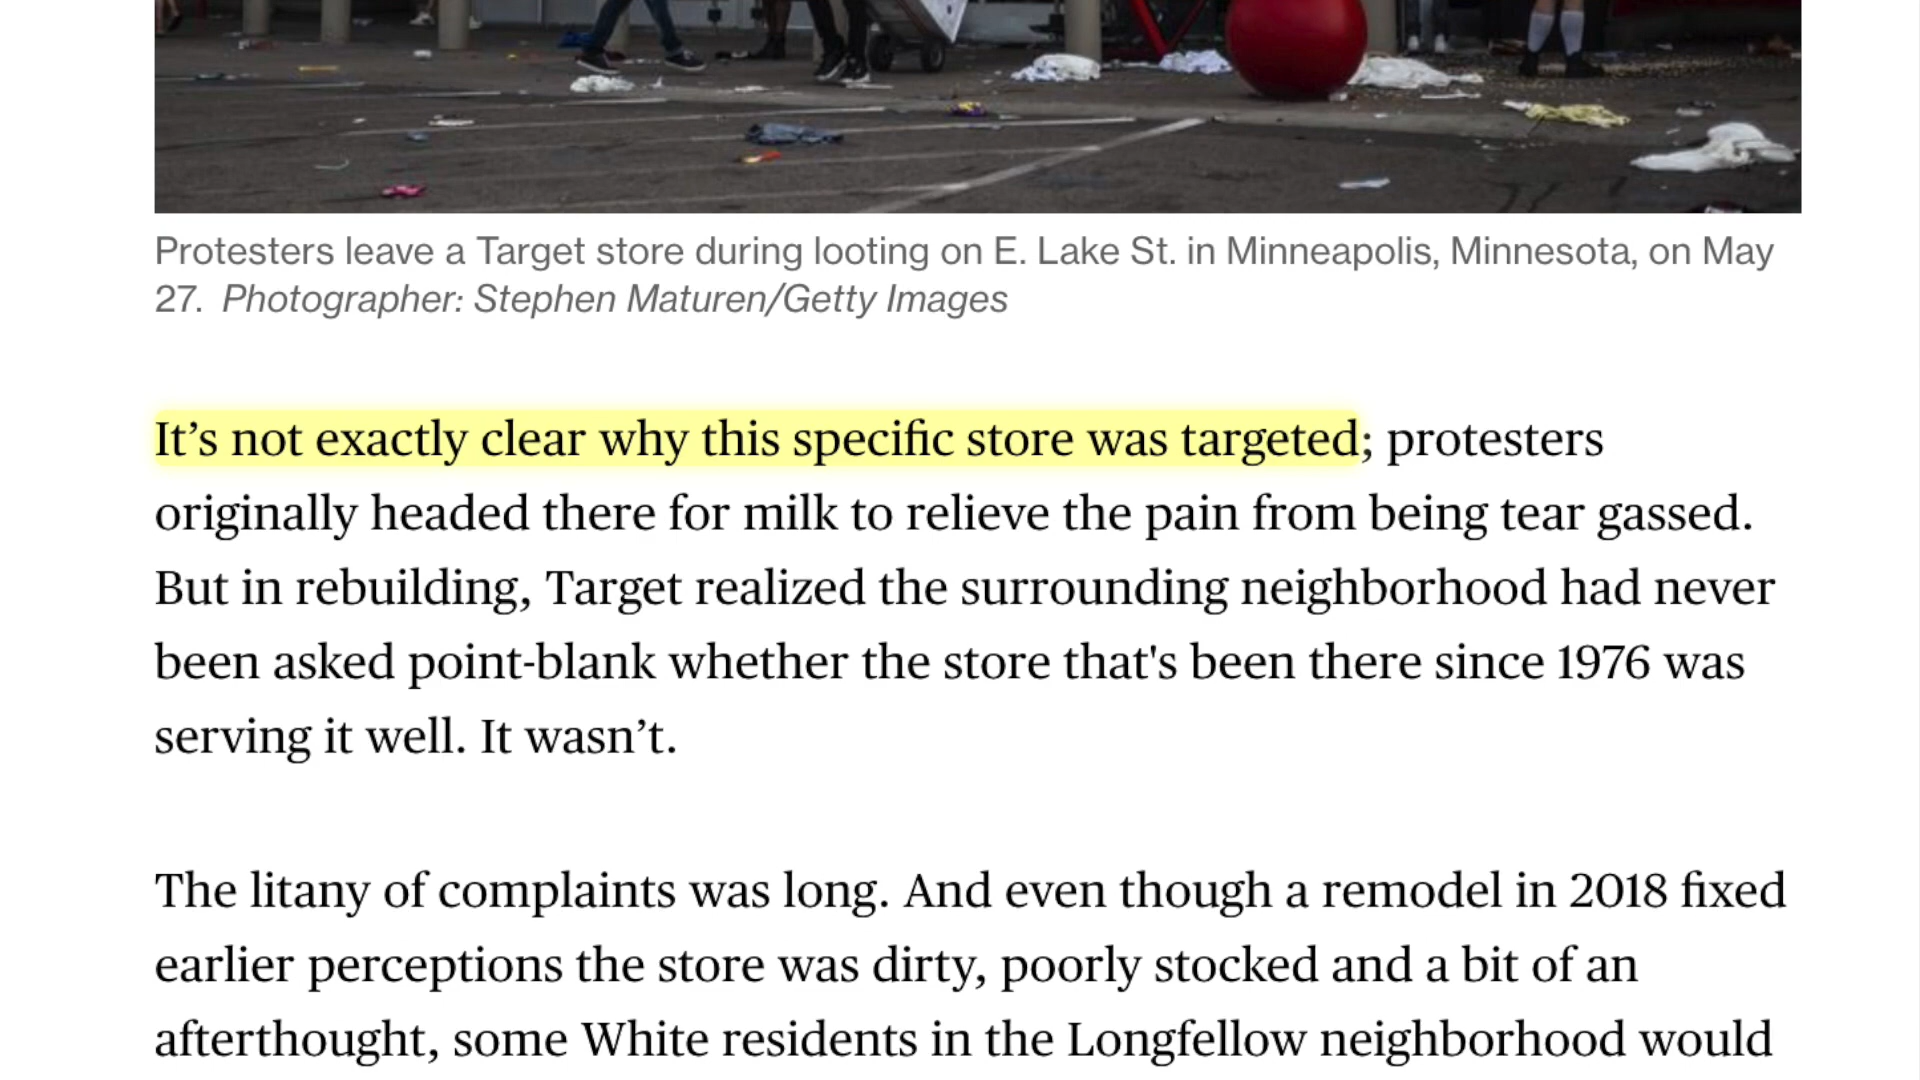 Protesters leave a Target store during looting on E. Lake St. in Minneapolis, Minnesota, on May
27. Photographer: Stephen Maturen/Getty Images
It’s not exactly clear why this specific store was targeted; protesters
originally headed there for milk to relieve the pain from being tear gassed.
But in rebuilding, Target realized the surrounding neighborhood had never
been asked point-blank whether the store that's been there since 1976 was
serving it well. It wasn’t.
The litany of complaints was long. And even though a remodel in 2018 fixed
earlier perceptions the store was dirty, poorly stocked and a bit of an
afterthought, some White residents in the Longfellow neighborhood would